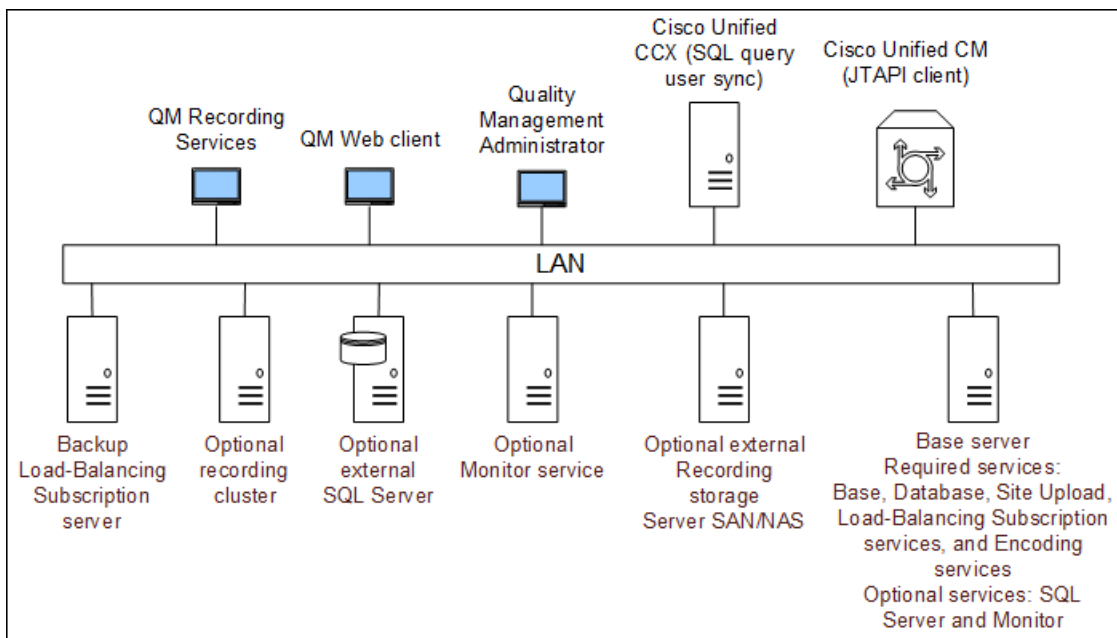 QM Recording
Services
QM Web client
Quality
Management
Administrator
Cisco Unified
CCX (SQL query
user sync)
Cisco Unified CM
(JTAPI client)
LAN
Backup
Load-Balancing
Subscription
server
Optional
recording
cluster
Optional
external
SQL Server
Optional
Monitor service
Optional external
Recording
storage
Server SAN/NAS
Base server
Required services:
Base, Database, Site Upload,
Load-Balancing Subscription
services, and Encoding
services
Optional services: SQL
Server and Monitor